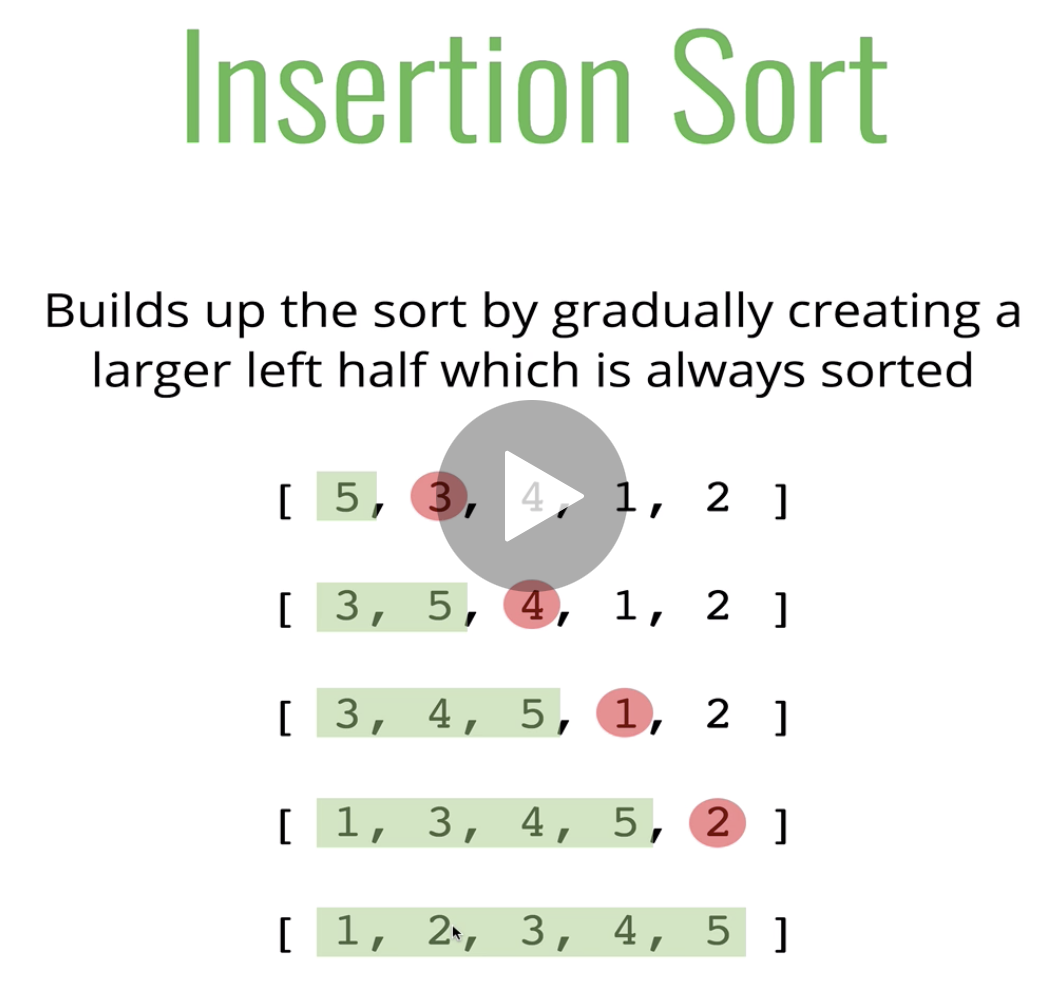 Insertion Sort
Builds up the sort by gradually creating a
larger left half which is always sorted
[ 5, 3, 4, 1, 2 ]
[ 3, 5, 4, 1, 2 ]
[ 3, 4, 5, 1, 2 ]
[ 1, 3, 4, 5, 2 ]
[ 1, 2, 3, 4, 5 ]